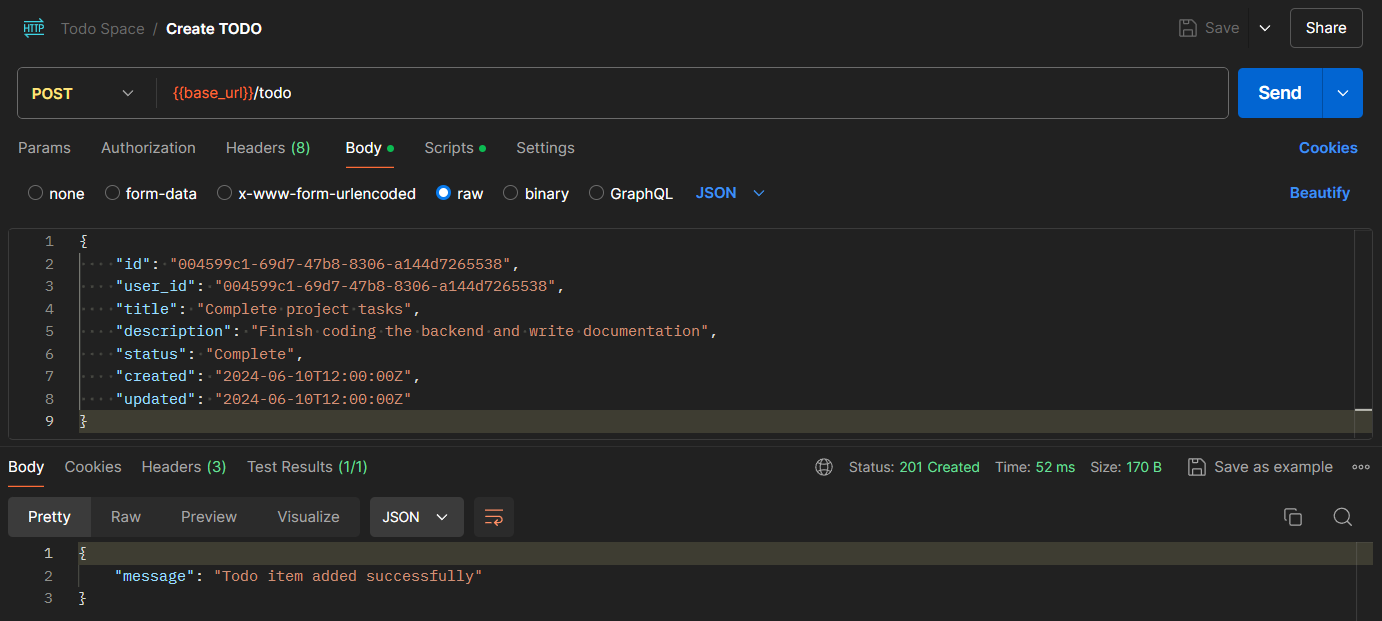 HTTP Todo Space / Create TODO Save Share
POST {{base_url}}/todo Send
Params Authorization Headers (8) Body Scripts Settings Cookies
none form-data x-www-form-urlencoded raw binary GraphQL JSON Beautify
1 {
2 "id": "004599c1-69d7-47b8-8306-a144d7265538",
3 "user_id": "004599c1-69d7-47b8-8306-a144d7265538",
4 "title": "Complete project tasks",
5 "description": "Finish coding the backend and write documentation",
6 "status": "Complete",
7 "created": "2024-06-10T12:00:00Z",
8 "updated": "2024-06-10T12:00:00Z"
9 }
Body Cookies Headers (3) Test Results (1/1) Status: 201 Created Time: 52 ms Size: 170 B Save as example
Pretty Raw Preview Visualize JSON
1 {
2 "message": "Todo item added successfully"
3 }